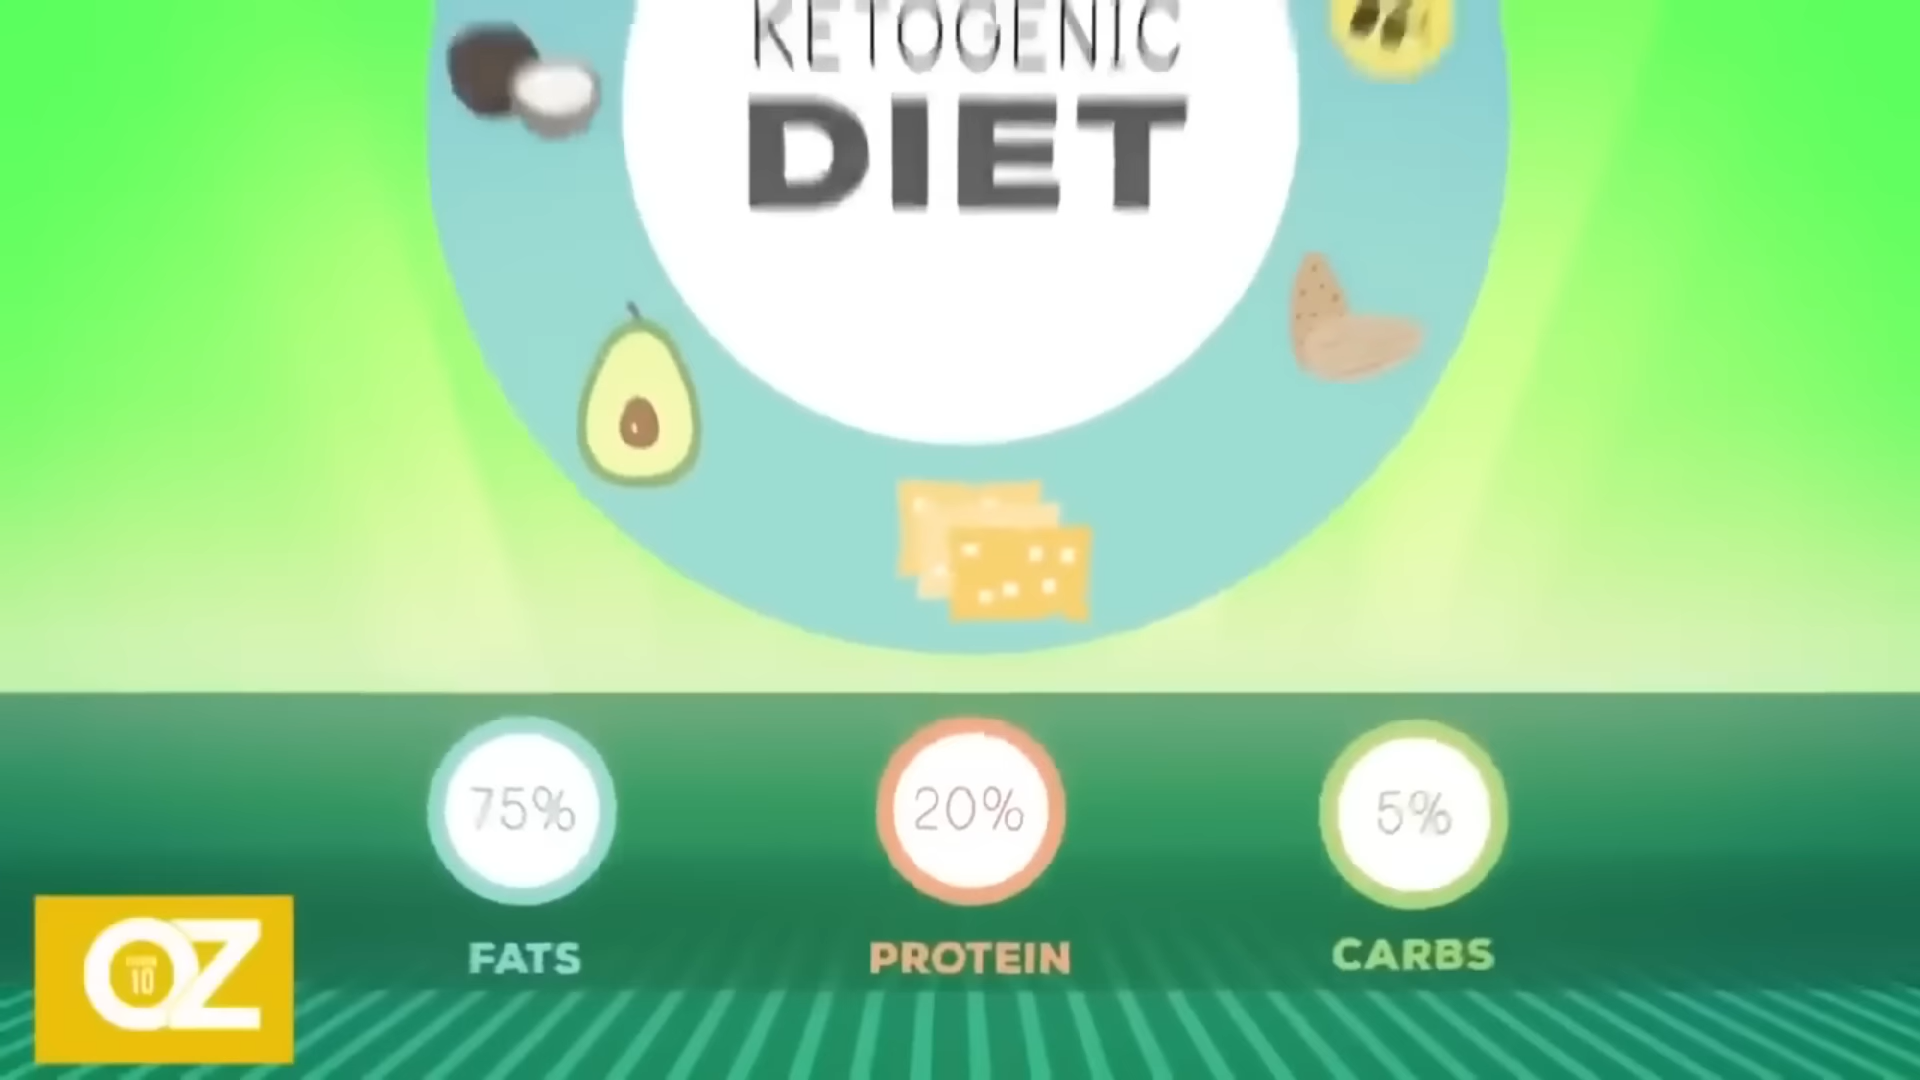 KETOGENIC
DIET
75%
20%
5%
FATS
PROTEIN
CARBS
OZ
10